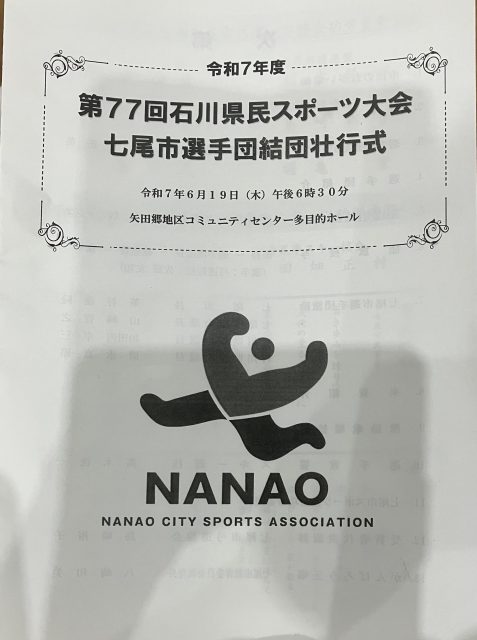 令和7年度
第77回石川県民スポーツ大会
七尾市選手団結団壮行式
令和7年6月19日(木)午後6時30分
矢田郷地区コミュニティセンター多目的ホール
NANAO
NANAO CITY SPORTS ASSOCIATION